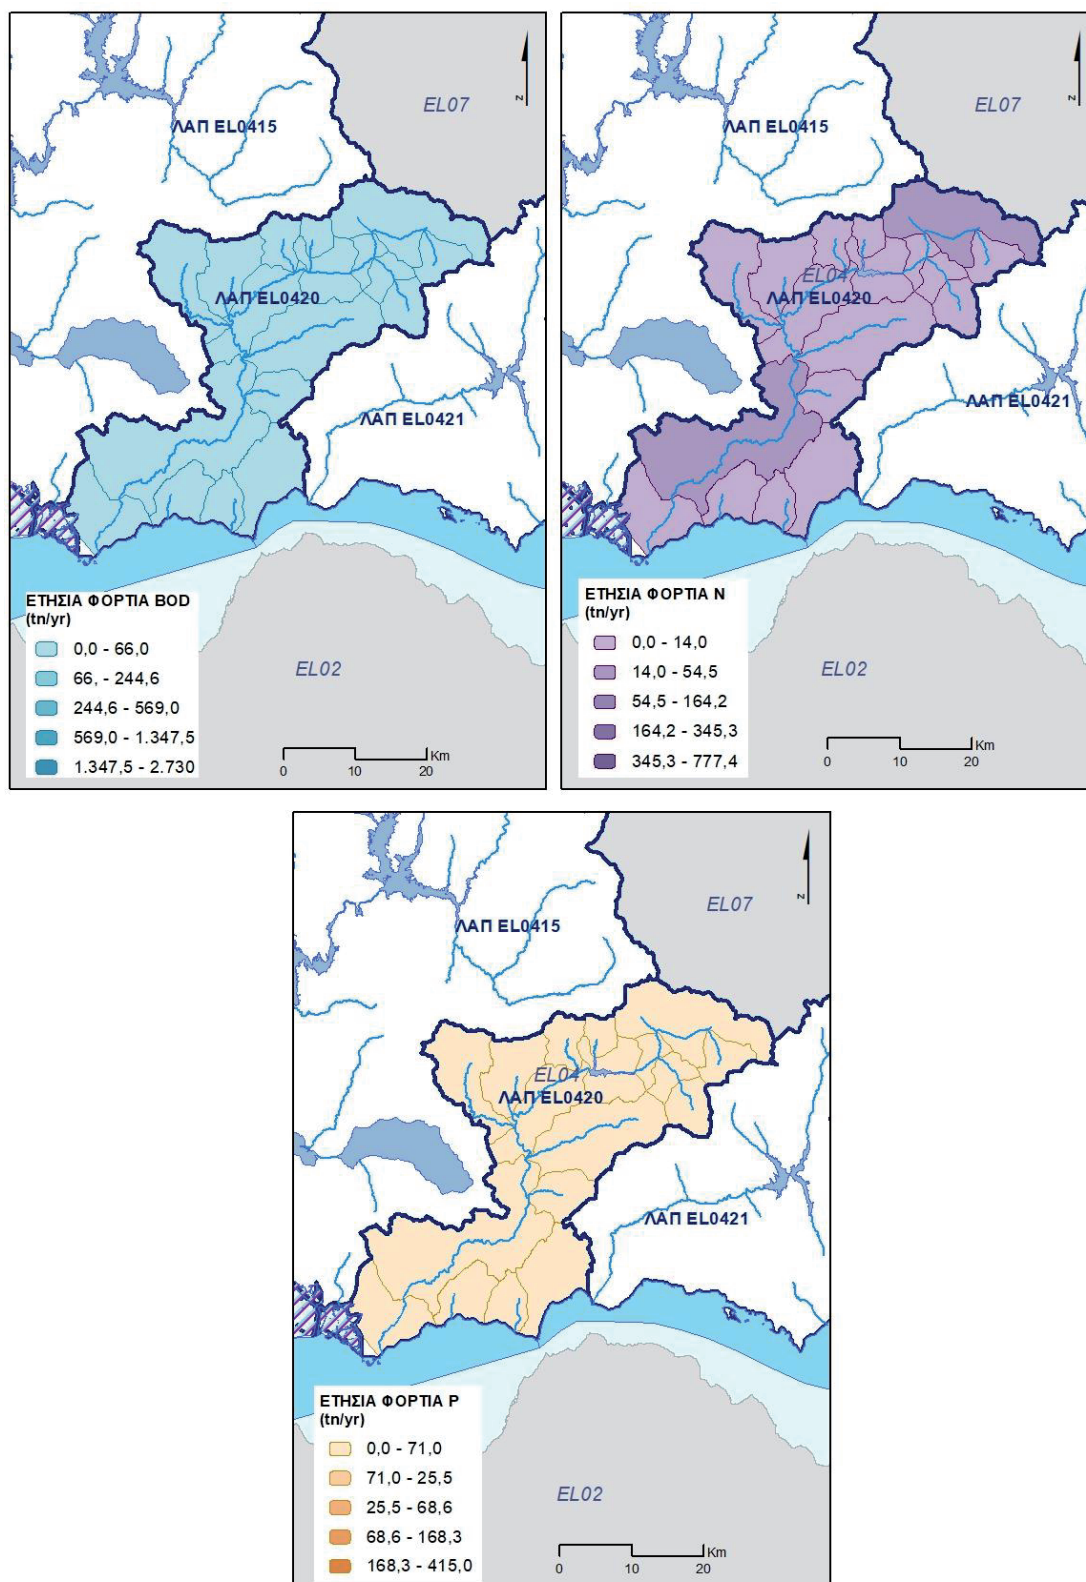 EL07
ΛΑΠ EL0415
ΛΑΠ EL0420
ΛΑΠ EL0421
ΕΤΗΣΙΑ ΦΟΡΤΙΑ BOD
(tn/yr)
0,0 - 66,0
66,- 244,6
244,6 - 569,0
569,0 - 1.347,5
1.347,5 - 2.730
EL02
Km
0 10 20
z
EL07
ΛΑΠ EL0415
EL04
ΛΑΠ EL0420
ΛΑΠ EL0421
ΕΤΗΣΙΑ ΦΟΡΤΙΑ N
(tn/yr)
0,0 - 14,0
14,0 - 54,5
54,5 - 164,2
164,2 - 345,3
345,3 - 777,4
EL02
Km
0 10 20
z
EL07
ΛΑΠ EL0415
EL04
ΛΑΠ EL0420
ΛΑΠ EL0421
ΕΤΗΣΙΑ ΦΟΡΤΙΑ P
(tn/yr)
0,0 - 71,0
71,0 - 25,5
25,5 - 68,6
68,6 - 168,3
168,3 - 415,0
EL02
Km
0 10 20
z